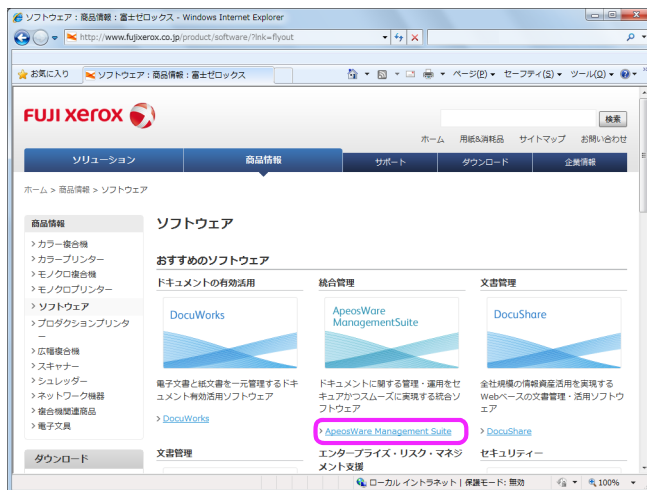 ソフトウェア : 商品情報 : 富士ゼロックス - Windows Internet Explorer
http://www.fujixerox.co.jp/product/software/?lnk=flyout
お気に入り
ソフトウェア : 商品情報 : 富士ゼロックス
ページ(P)
セーフティ(S)
ツール(O)
FUJI xerox
検索
ホーム
用紙&消耗品
サイトマップ
お問い合わせ
ソリューション
商品情報
サポート
ダウンロード
企業情報
ホーム > 商品情報 > ソフトウェア
商品情報
> カラー複合機
> カラープリンター
> モノクロ複合機
> モノクロプリンター
> ソフトウェア
> プロダクションプリンタ
ー
> 広幅複合機
> スキャナー
> シュレッダー
> ネットワーク機器
> 複合機関連商品
> 電子文具
ダウンロード
ソフトウェア
おすすめのソフトウェア
ドキュメントの有効活用
DocuWorks
電子文書と紙文書を一元管理するドキ
ュメント有効活用ソフトウェア
> DocuWorks
統合管理
ApeosWare
ManagementSuite
ドキュメントに関する管理・運用をセ
キュアかつスムーズに実現する統合ソ
フトウェア
> ApeosWare Management Suite
文書管理
DocuShare
全社規模の情報資産活用を実現する
Webベースの文書管理・活用ソフトウ
ェア
> DocuShare
文書管理
エンタープライズ・リスク・マネジ
メント支援
セキュリティー
ローカル イントラネット | 保護モード: 無効
100%